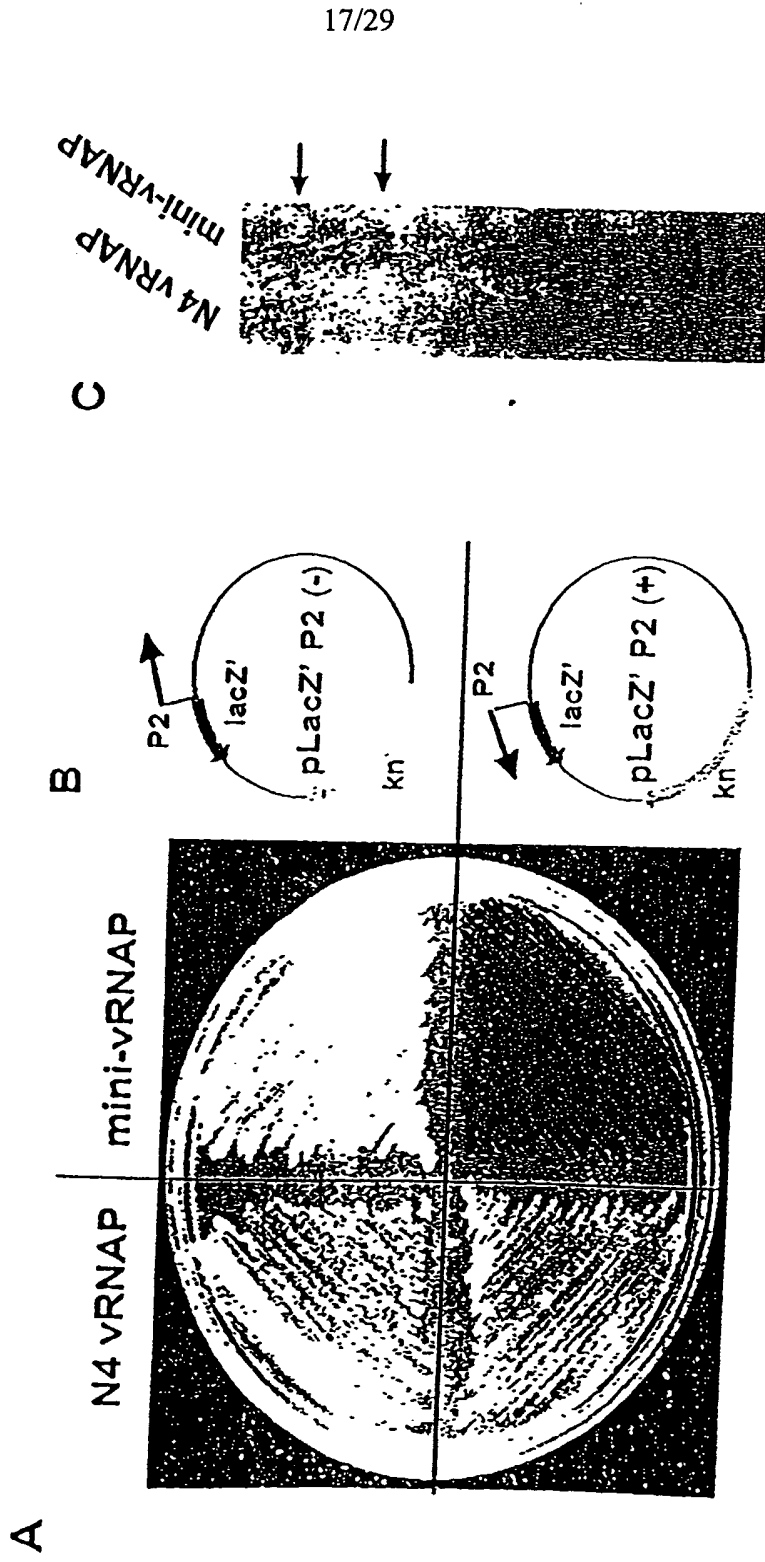 17/29
A
N4 vRNAP
mini-vRNAP
B
P2
lacZ'
pLacZ' P2 (-)
kn'
P2
lacZ'
pLacZ' P2 (+)
kn'
C
N4 vRNAP
mini-vRNAP